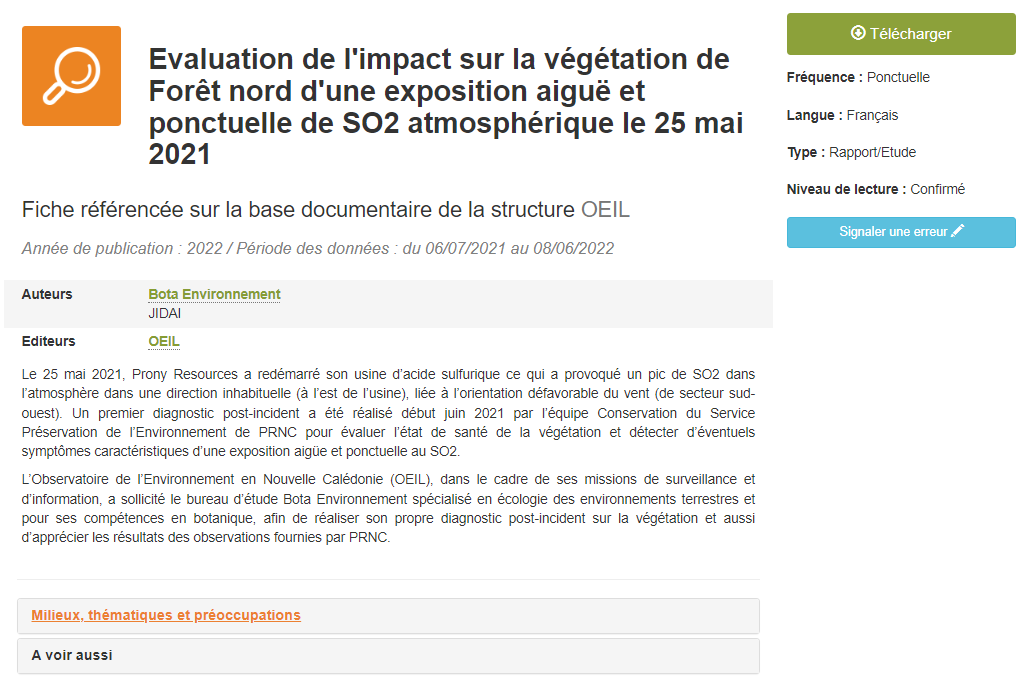 Evaluation de l'impact sur la végétation de
Forêt nord d'une exposition aiguë et
ponctuelle de SO2 atmosphérique le 25 mai
2021
Fiche référencée sur la base documentaire de la structure OEIL
Année de publication : 2022 / Période des données : du 06/07/2021 au 08/06/2022
Auteurs
Bota Environnement
JIDAI
Editeurs
OEIL
Le 25 mai 2021, Prony Resources a redémarré son usine d’acide sulfurique ce qui a provoqué un pic de SO2 dans
l’atmosphère dans une direction inhabituelle (à l’est de l’usine), liée à l’orientation défavorable du vent (de secteur sud-
ouest). Un premier diagnostic post-incident a été réalisé début juin 2021 par l’équipe Conservation du Service
Préservation de l’Environnement de PRNC pour évaluer l’état de santé de la végétation et détecter d’éventuels
symptômes caractéristiques d’une exposition aigüe et ponctuelle au SO2.
L’Observatoire de l’Environnement en Nouvelle Calédonie (OEIL), dans le cadre de ses missions de surveillance et
d’information, a sollicité le bureau d’étude Bota Environnement spécialisé en écologie des environnements terrestres et
pour ses compétences en botanique, afin de réaliser son propre diagnostic post-incident sur la végétation et aussi
d’apprécier les résultats des observations fournies par PRNC.
Milieux, thématiques et préoccupations
A voir aussi
Télécharger
Fréquence : Ponctuelle
Langue : Français
Type : Rapport/Etude
Niveau de lecture : Confirmé
Signaler une erreur